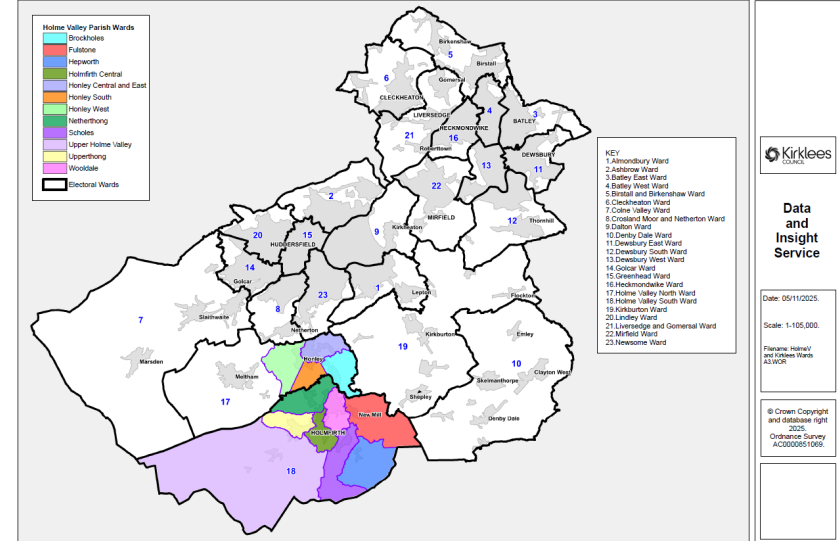 Holme Valley Parish Wards
Brockholes
Fulstone
Hepworth
Holmfirth Central
Honley Central and East
Honley South
Honley West
Netherthong
Scholes
Upper Holme Valley
Upperthong
Wooldale
Electoral Wards
Birkenshaw
5
Birstall
6
Gomersal
CLECKHEATON
4
LIVERSEDGE
BATLEY
3
HECKMONDWIKE
21
16
Roberttown
DEWSBURY
13
11
22
2
MIRFIELD
12
Thornhill
20
15
9
Kirkheaton
HUDDERSFIELD
14
Golcar
1
Lepton
23
Flockton
8
7
Slaithwaite
Netherton
Kirkburton
Emley
19
Honley
10
Marsden
Clayton West
Meltham
Skelmanthorpe
Shepley
17
New Mill
Denby Dale
HOLMFIRTH
18
KEY
1.Almondbury Ward
2.Ashbrow Ward
3.Batley East Ward
4.Batley West Ward
5.Birstall and Birkenshaw Ward
6.Cleckheaton Ward
7.Colne Valley Ward
8.Crosland Moor and Netherton Ward
9.Dalton Ward
10.Denby Dale Ward
11.Dewsbury East Ward
12.Dewsbury South Ward
13.Dewsbury West Ward
14.Golcar Ward
15.Greenhead Ward
16.Heckmondwike Ward
17.Holme Valley North Ward
18.Holme Valley South Ward
19.Kirkburton Ward
20.Lindley Ward
21.Liversedge and Gomersal Ward
22.Mirfield Ward
23.Newsome Ward
Kirklees
COUNCIL
Data
and
Insight
Service
Date: 05/11/2025.
Scale: 1-105,000.
Filename: HolmeV
and Kirklees Wards
A3.WOR
© Crown Copyright
and database right
2025.
Ordnance Survey
AC0000851069.